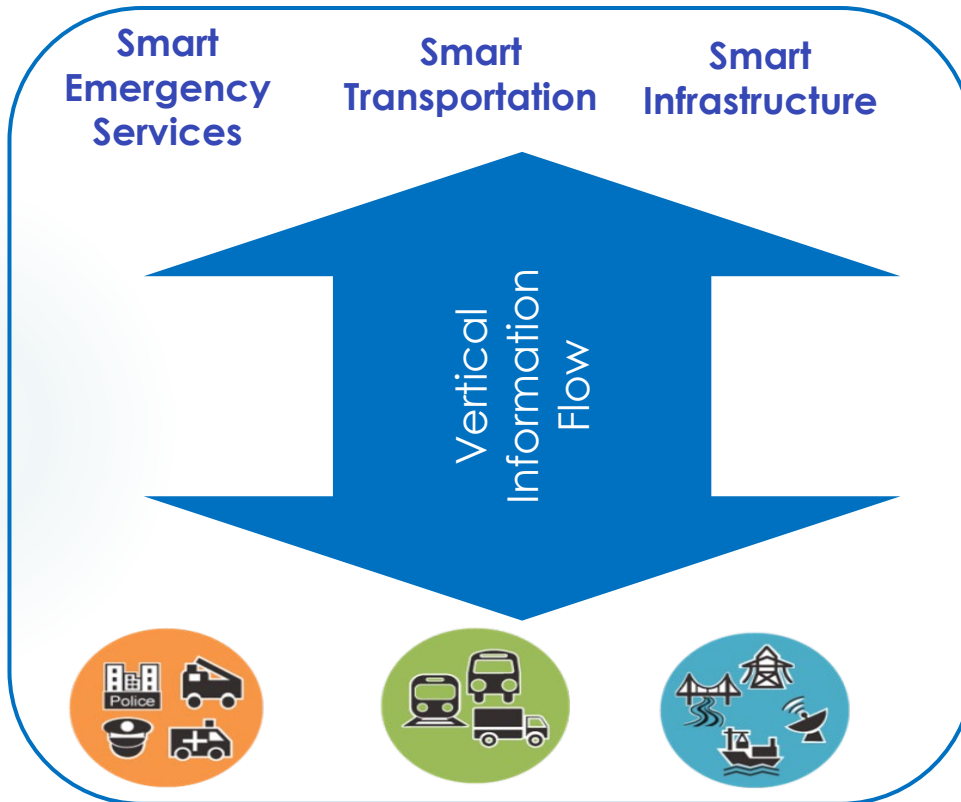 Smart
Emergency
Services
Smart
Transportation
Smart
Infrastructure
Vertical
Information
Flow
Police